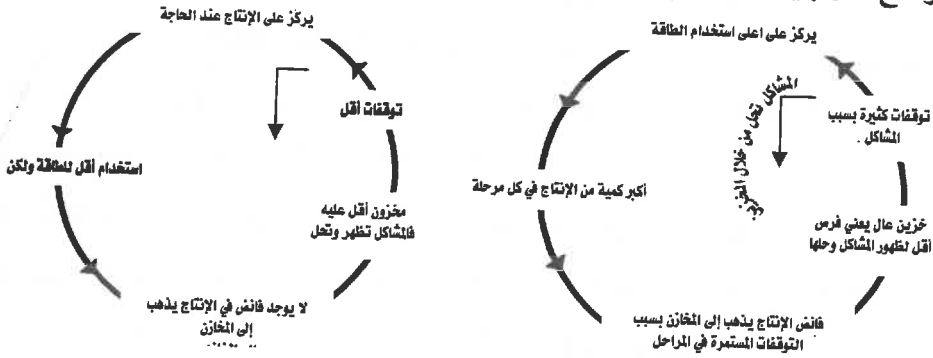 يركز على اعلى استخدام الطاقة
توقفات كثيرة بسبب
المشاكل .
المشاكل تحل من خلال المخزون.
أكبر كمية من الإنتاج في كل مرحلة
خزين عال يعني فرص
أقل لظهور المشاكل وحلها
فائض الإنتاج يذهب إلى المخازن بسبب
التوقفات المستمرة في المراحل
يركز على الإنتاج عند الحاجة
توقفات أقل
استخدام أقل للطاقة ولكن
مخزون أقل عليه
فالمشاكل تظهر وتحل
لا يوجد فائض في الإنتاج يذهب
إلى المخازن